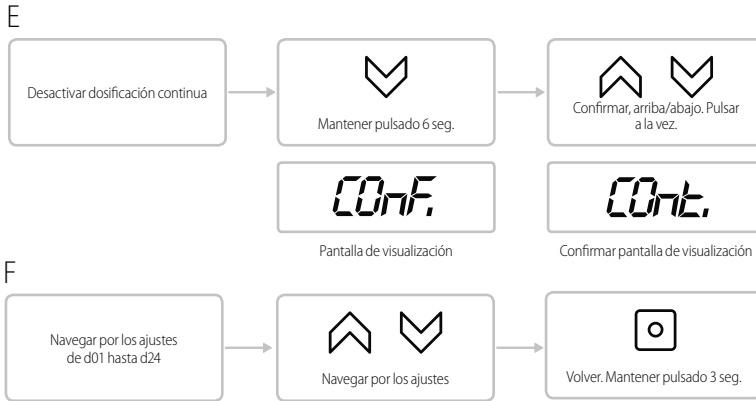 E
Desactivar dosificación continua
Mantener pulsado 6 seg.
Confirmar, arriba/abajo. Pulsar
a la vez.
COnF.
COnt.
Pantalla de visualización
Confirmar pantalla de visualización
F
Navegar por los ajustes
de d01 hasta d24
Navegar por los ajustes
Volver. Mantener pulsado 3 seg.